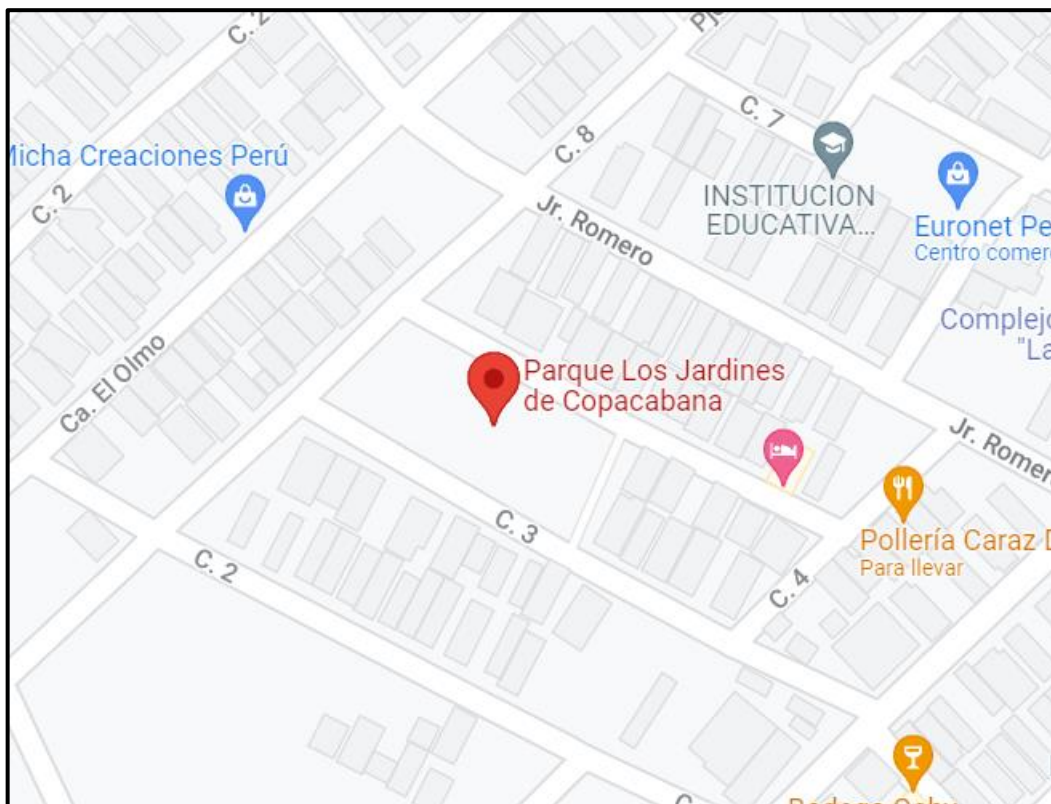 C. 2
C. 7
C. 8
Micha Creaciones Perú
INSTITUCION
EDUCATIVA...
C. 2
Jr. Romero
Euronet Pe
Centro comer
Complejo
"La
Ca. El Olmo
Parque Los Jardines
de Copacabana
Jr. Romer
C. 3
Pollería Caraz D
Para llevar
C. 2
C. 4